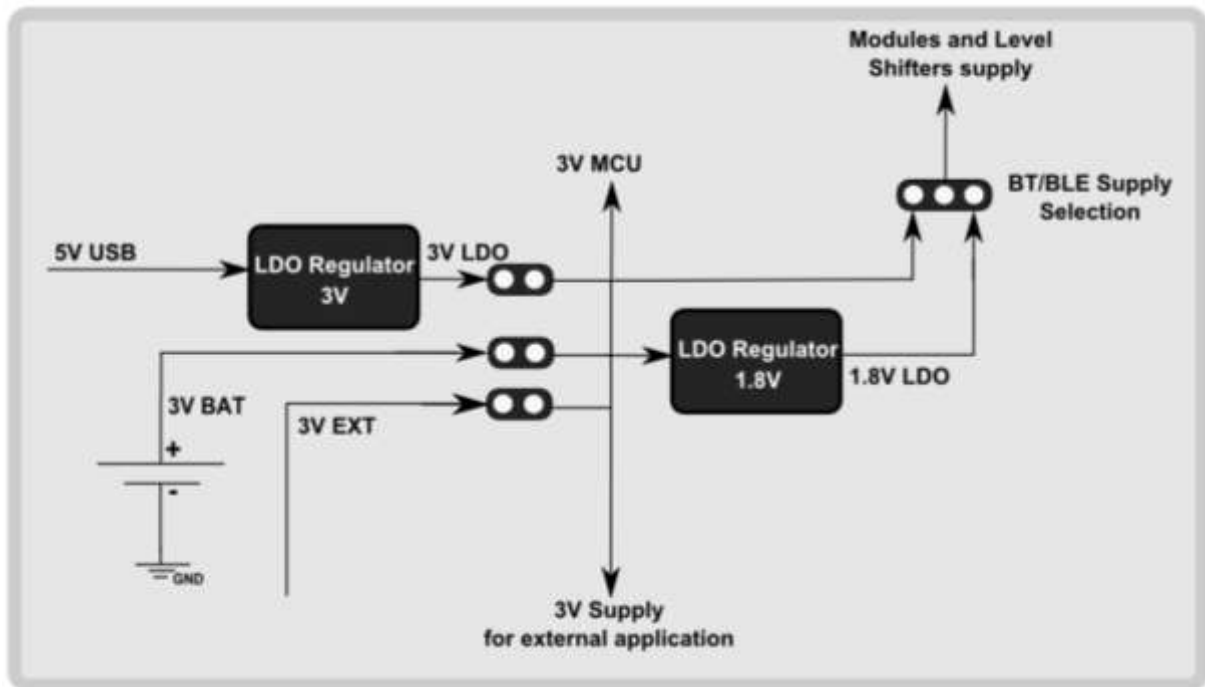 Modules and Level
Shifters supply
3V MCU
BT/BLE Supply
Selection
5V USB
LDO Regulator
3V
3V LDO
LDO Regulator
1.8V
1.8V LDO
3V BAT
3V EXT
+
-
GND
3V Supply
for external application